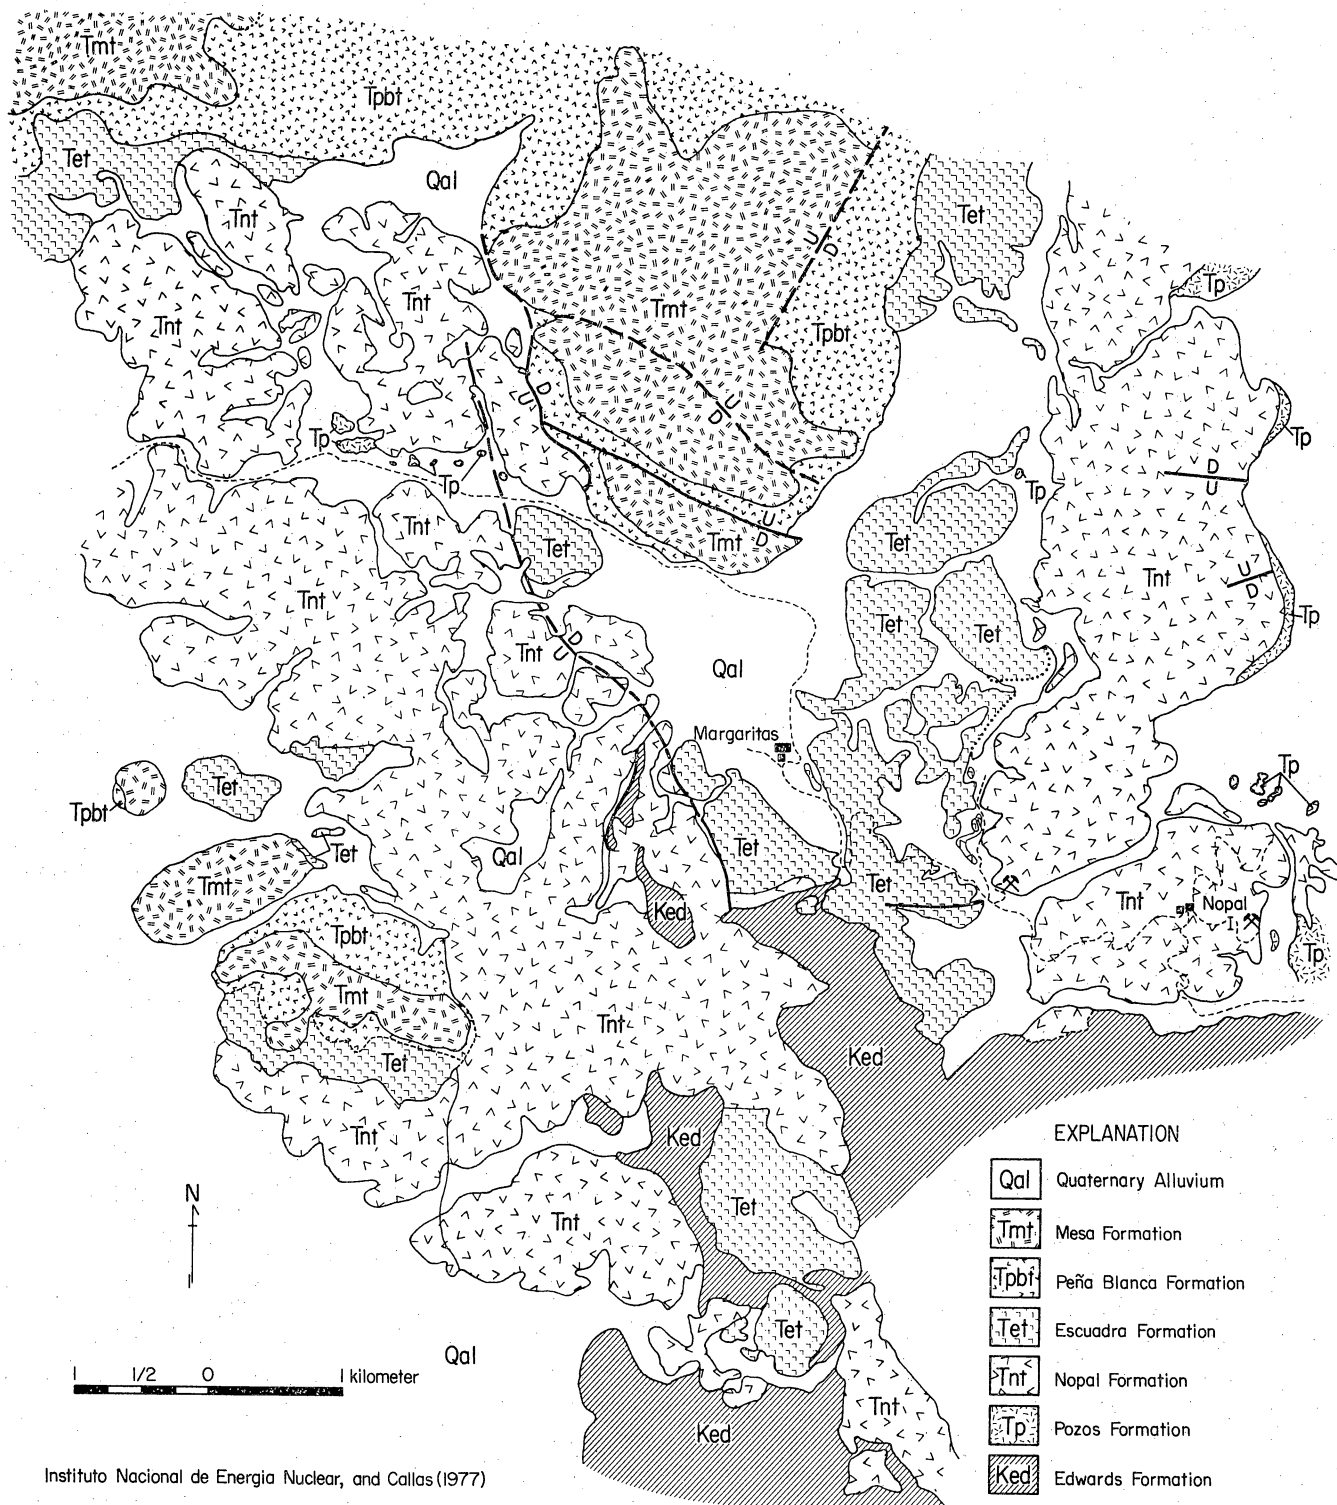 Tmt
Tpbt
Tet
Qal
Tnt
Tet
Tp
Tnt
Tnt
Tmt
U
D
Tpbt
D
U
U
D
Tp
Tp
D
U
Tp
Tnt
Tet
Tmt
U
D
Tet
Tnt
U
D
Tnt
Tet
Tet
Tp
Tnt
D
U
Qal
Margaritas
Tp
Tpbt
Tet
Qal
Tet
Tet
Tmt
Tet
Tnt
Nopal
I
Ked
Tpbt
Tp
Tmt
Tnt
Tet
Ked
Tnt
Ked
Tet
Tnt
N
Qal
Tet
Tnt
Ked
EXPLANATION
Qal Quaternary Alluvium
Tmt Mesa Formation
Tpbt Peña Blanca Formation
Tet Escuadra Formation
Tnt Nopal Formation
Tp Pozos Formation
Ked Edwards Formation
1 1/2 0 1 kilometer
Instituto Nacional de Energia Nuclear, and Callas (1977)